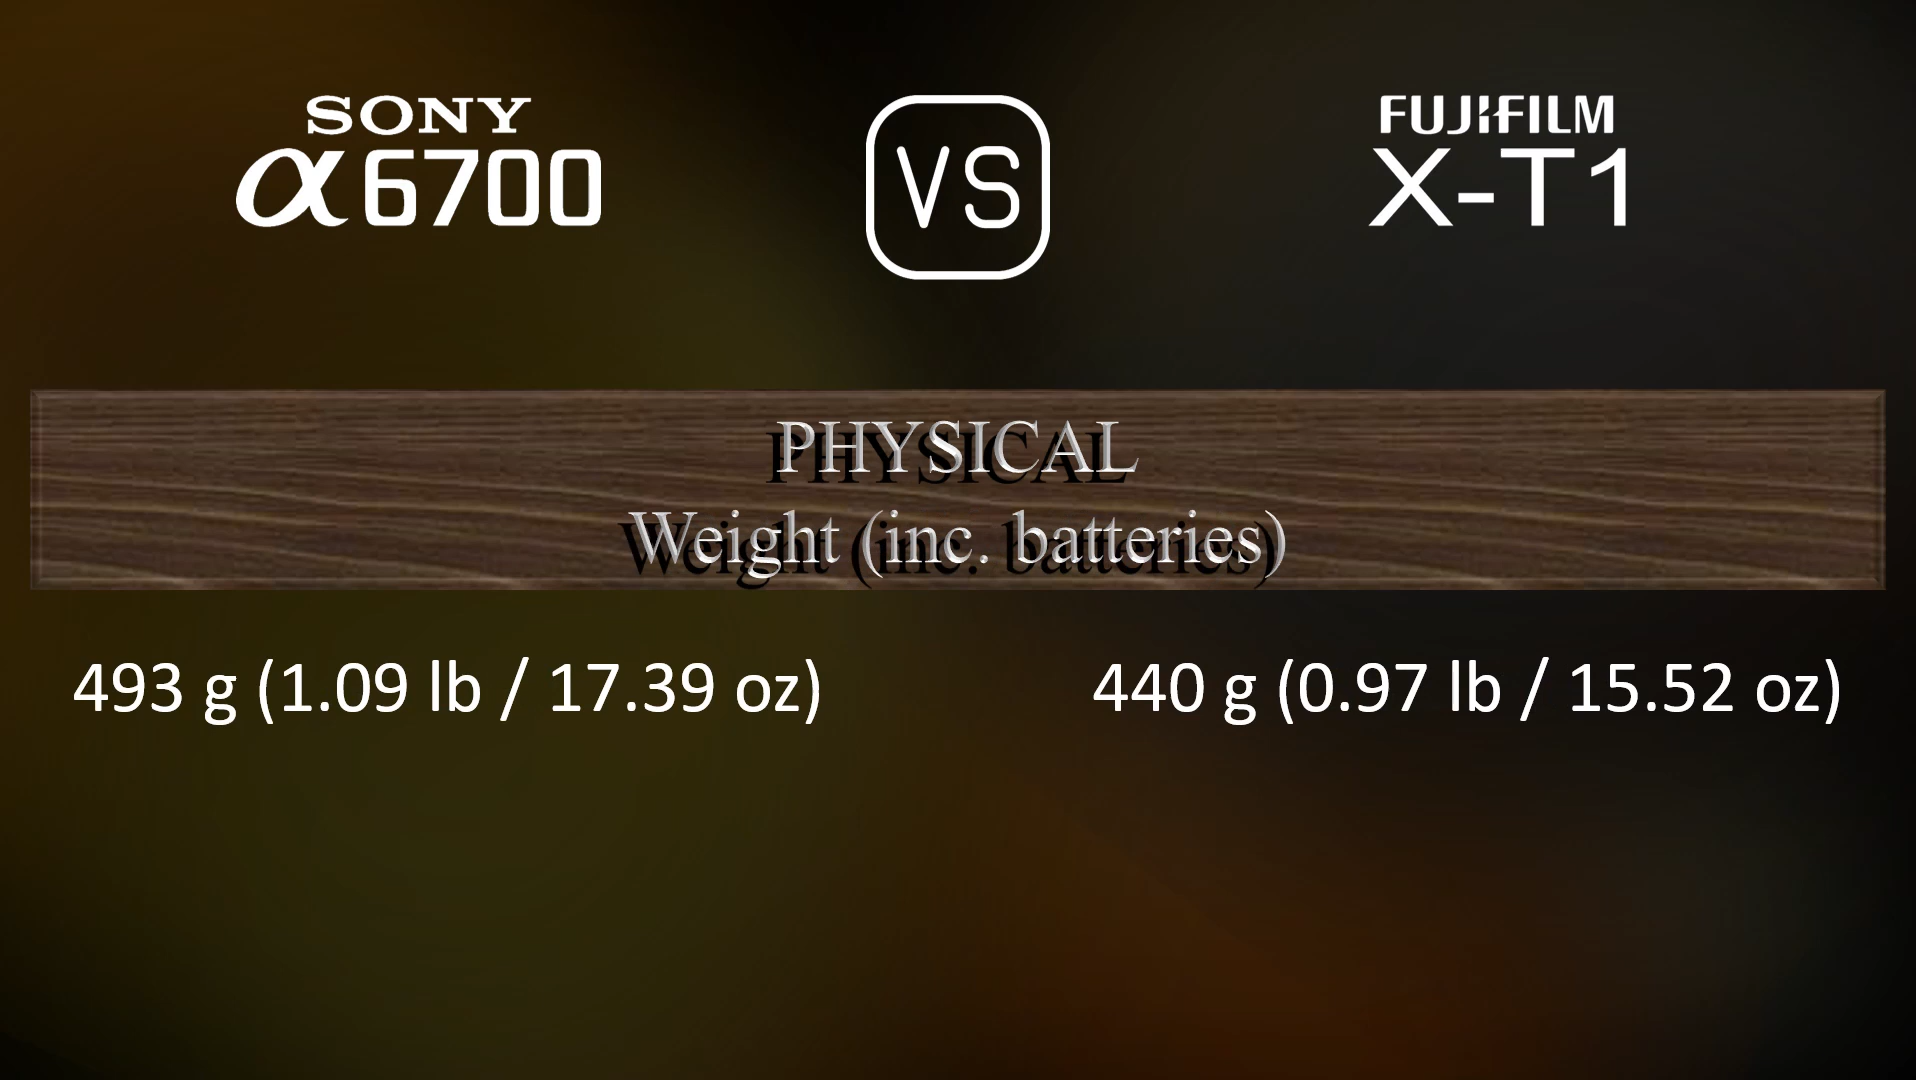 SONY
α6700
VS
FUJIFILM
X-T1
PHYSICAL
Weight (inc. batteries)
493 g (1.09 lb / 17.39 oz)
440 g (0.97 lb / 15.52 oz)